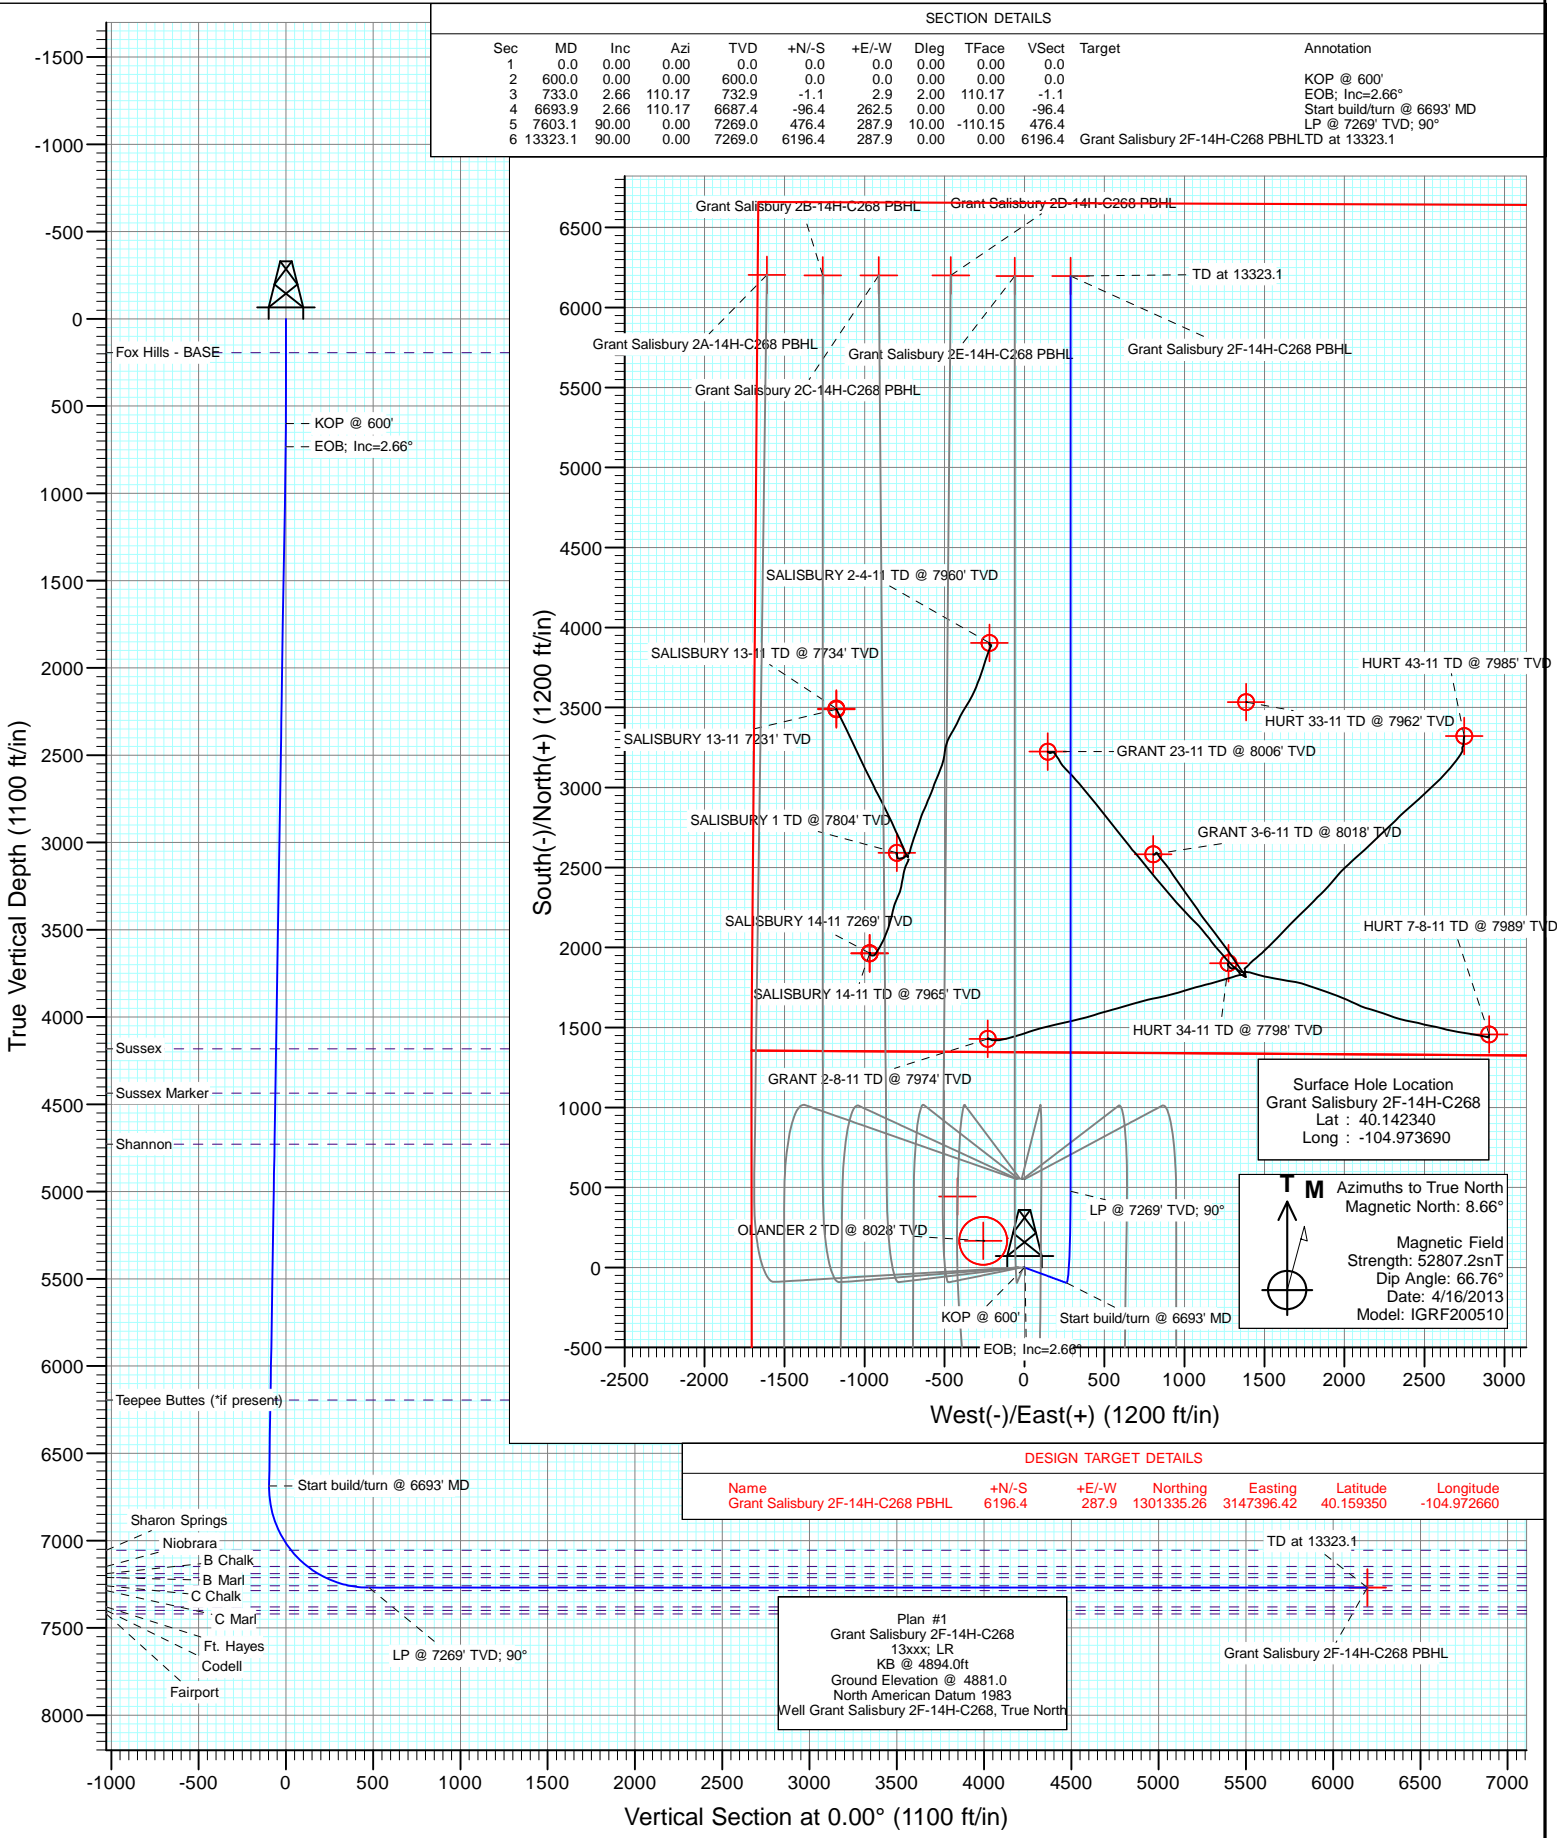 SECTION DETAILS
Sec MD Inc Azi TVD +N/-S +E/-W Dleg TFace VSect Target Annotation
1 0.0 0.00 0.00 0.0 0.0 0.0 0.00 0.00 0.0
2 600.0 0.00 0.00 600.0 0.0 0.0 0.00 0.00 0.0 KOP @ 600'
3 733.0 2.66 110.17 732.9 -1.1 2.9 2.00 110.17 -1.1 EOB; Inc=2.66°
4 6693.9 2.66 110.17 6687.4 -96.4 262.5 0.00 0.00 -96.4 Start build/turn @ 6693' MD
5 7603.1 90.00 0.00 7269.0 476.4 287.9 10.00 -110.15 476.4 LP @ 7269' TVD; 90°
6 13323.1 90.00 0.00 7269.0 6196.4 287.9 0.00 0.00 6196.4 Grant Salisbury 2F-14H-C268 PBHL TD at 13323.1
True Vertical Depth (1100 ft/in)
-1500
-1000
-500
0
500
1000
1500
2000
2500
3000
3500
4000
4500
5000
5500
6000
6500
7000
7500
8000
Fox Hills - BASE
KOP @ 600'
EOB; Inc=2.66°
Sussex
Sussex Marker
Shannon
Teepee Buttes (*if present)
Start build/turn @ 6693' MD
Sharon Springs
Niobrara
B Chalk
B Marl
C Chalk
C Marl
Ft. Hayes
Codell
Fairport
LP @ 7269' TVD; 90°
TD at 13323.1
Grant Salisbury 2F-14H-C268 PBHL
-1000 -500 0 500 1000 1500 2000 2500 3000 3500 4000 4500 5000 5500 6000 6500 7000
Vertical Section at 0.00° (1100 ft/in)
South(-)/North(+) (1200 ft/in)
6500
6000
5500
5000
4500
4000
3500
3000
2500
2000
1500
1000
500
0
-500
-2500 -2000 -1500 -1000 -500 0 500 1000 1500 2000 2500 3000
West(-)/East(+) (1200 ft/in)
Grant Salisbury 2B-14H-C268 PBHL
Grant Salisbury 2D-14H-C268 PBHL
TD at 13323.1
Grant Salisbury 2A-14H-C268 PBHL
Grant Salisbury 2E-14H-C268 PBHL
Grant Salisbury 2F-14H-C268 PBHL
Grant Salisbury 2C-14H-C268 PBHL
SALISBURY 2-4-11 TD @ 7960' TVD
SALISBURY 13-11 TD @ 7734' TVD
HURT 43-11 TD @ 7985' TVD
HURT 33-11 TD @ 7962' TVD
SALISBURY 13-11 7231' TVD
GRANT 23-11 TD @ 8006' TVD
SALISBURY 1 TD @ 7804' TVD
GRANT 3-6-11 TD @ 8018' TVD
SALISBURY 14-11 7269' TVD
HURT 7-8-11 TD @ 7989' TVD
SALISBURY 14-11 TD @ 7965' TVD
HURT 34-11 TD @ 7798' TVD
GRANT 2-8-11 TD @ 7974' TVD
LP @ 7269' TVD; 90°
OLANDER 2 TD @ 8028' TVD
KOP @ 600'
Start build/turn @ 6693' MD
EOB; Inc=2.66°
Surface Hole Location
Grant Salisbury 2F-14H-C268
Lat : 40.142340
Long : -104.973690
T M
Azimuths to True North
Magnetic North: 8.66°
Magnetic Field
Strength: 52807.2snT
Dip Angle: 66.76°
Date: 4/16/2013
Model: IGRF200510
DESIGN TARGET DETAILS
Name +N/-S +E/-W Northing Easting Latitude Longitude
Grant Salisbury 2F-14H-C268 PBHL 6196.4 287.9 1301335.26 3147396.42 40.159350 -104.972660
Plan #1
Grant Salisbury 2F-14H-C268
13xxx; LR
KB @ 4894.0ft
Ground Elevation @ 4881.0
North American Datum 1983
Well Grant Salisbury 2F-14H-C268, True North